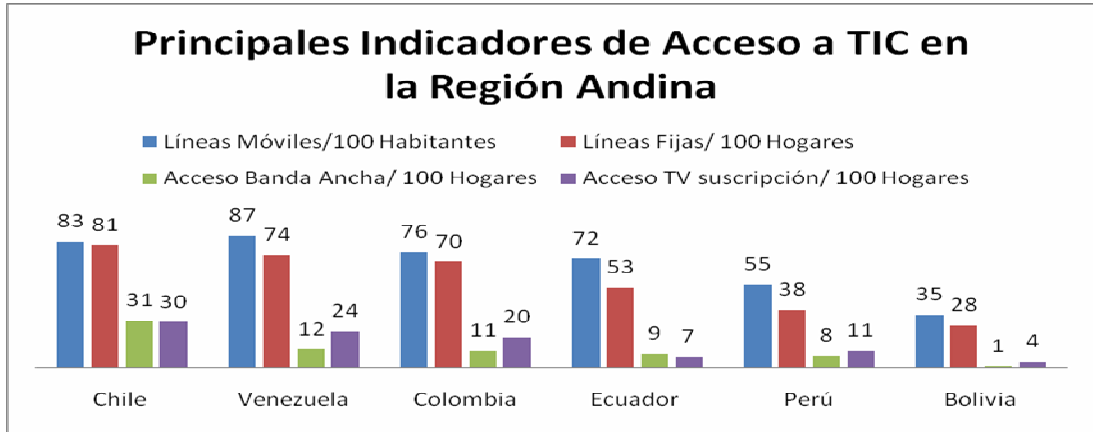 Principales Indicadores de Acceso a TIC en
la Región Andina
Líneas Móviles/100 Habitantes
Líneas Fijas/ 100 Hogares
Acceso Banda Ancha/ 100 Hogares
Acceso TV suscripción/ 100 Hogares
83 81 31 30
87 74 12 24
76 70 11 20
72 53 9 7
55 38 8 11
35 28 1 4
Chile Venezuela Colombia Ecuador Perú Bolivia